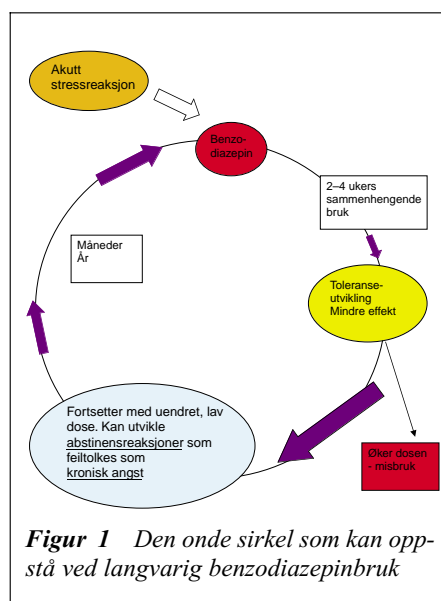 Akutt
stressreaksjon
Benzo-
diazepin
2–4 ukers
sammenhengende
bruk
Toleranse-
utvikling
Mindre effekt
Øker dosen
- misbruk
Fortsetter med uendret, lav
dose. Kan utvikle
abstinensreaksjoner som
feiltolkes som
kronisk angst
Måneder
År
Figur 1 Den onde sirkel som kan opp-
stå ved langvarig benzodiazepinbruk